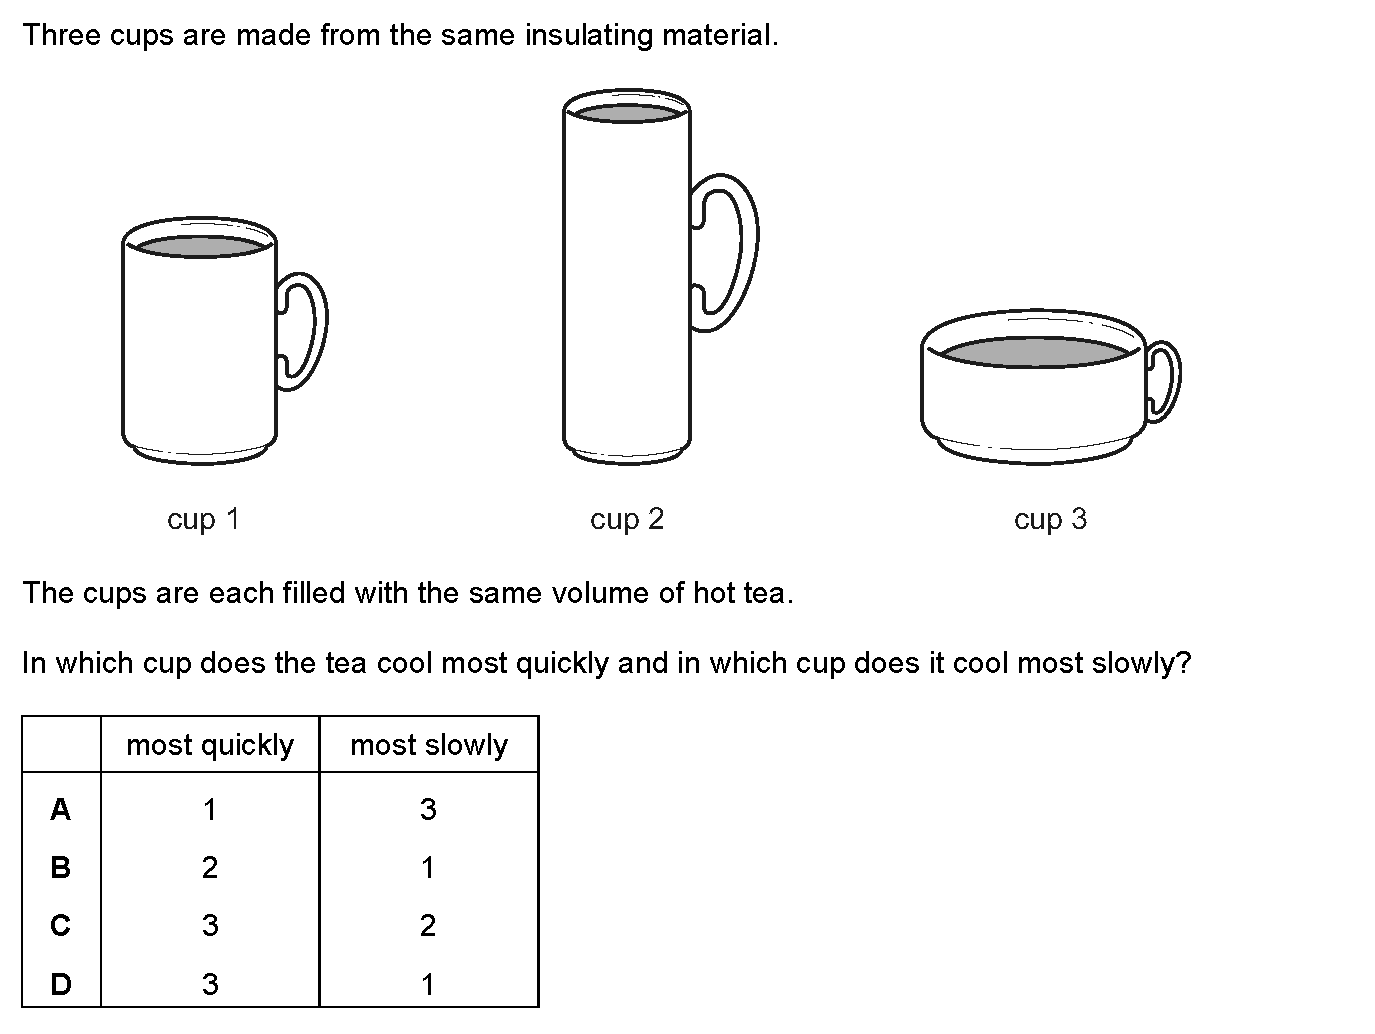 Three cups are made from the same insulating material.
cup 1 cup 2 cup 3
The cups are each filled with the same volume of hot tea.
In which cup does the tea cool most quickly and in which cup does it cool most slowly?
most quickly most slowly
A 1 3
B 2 1
C 3 2
D 3 1